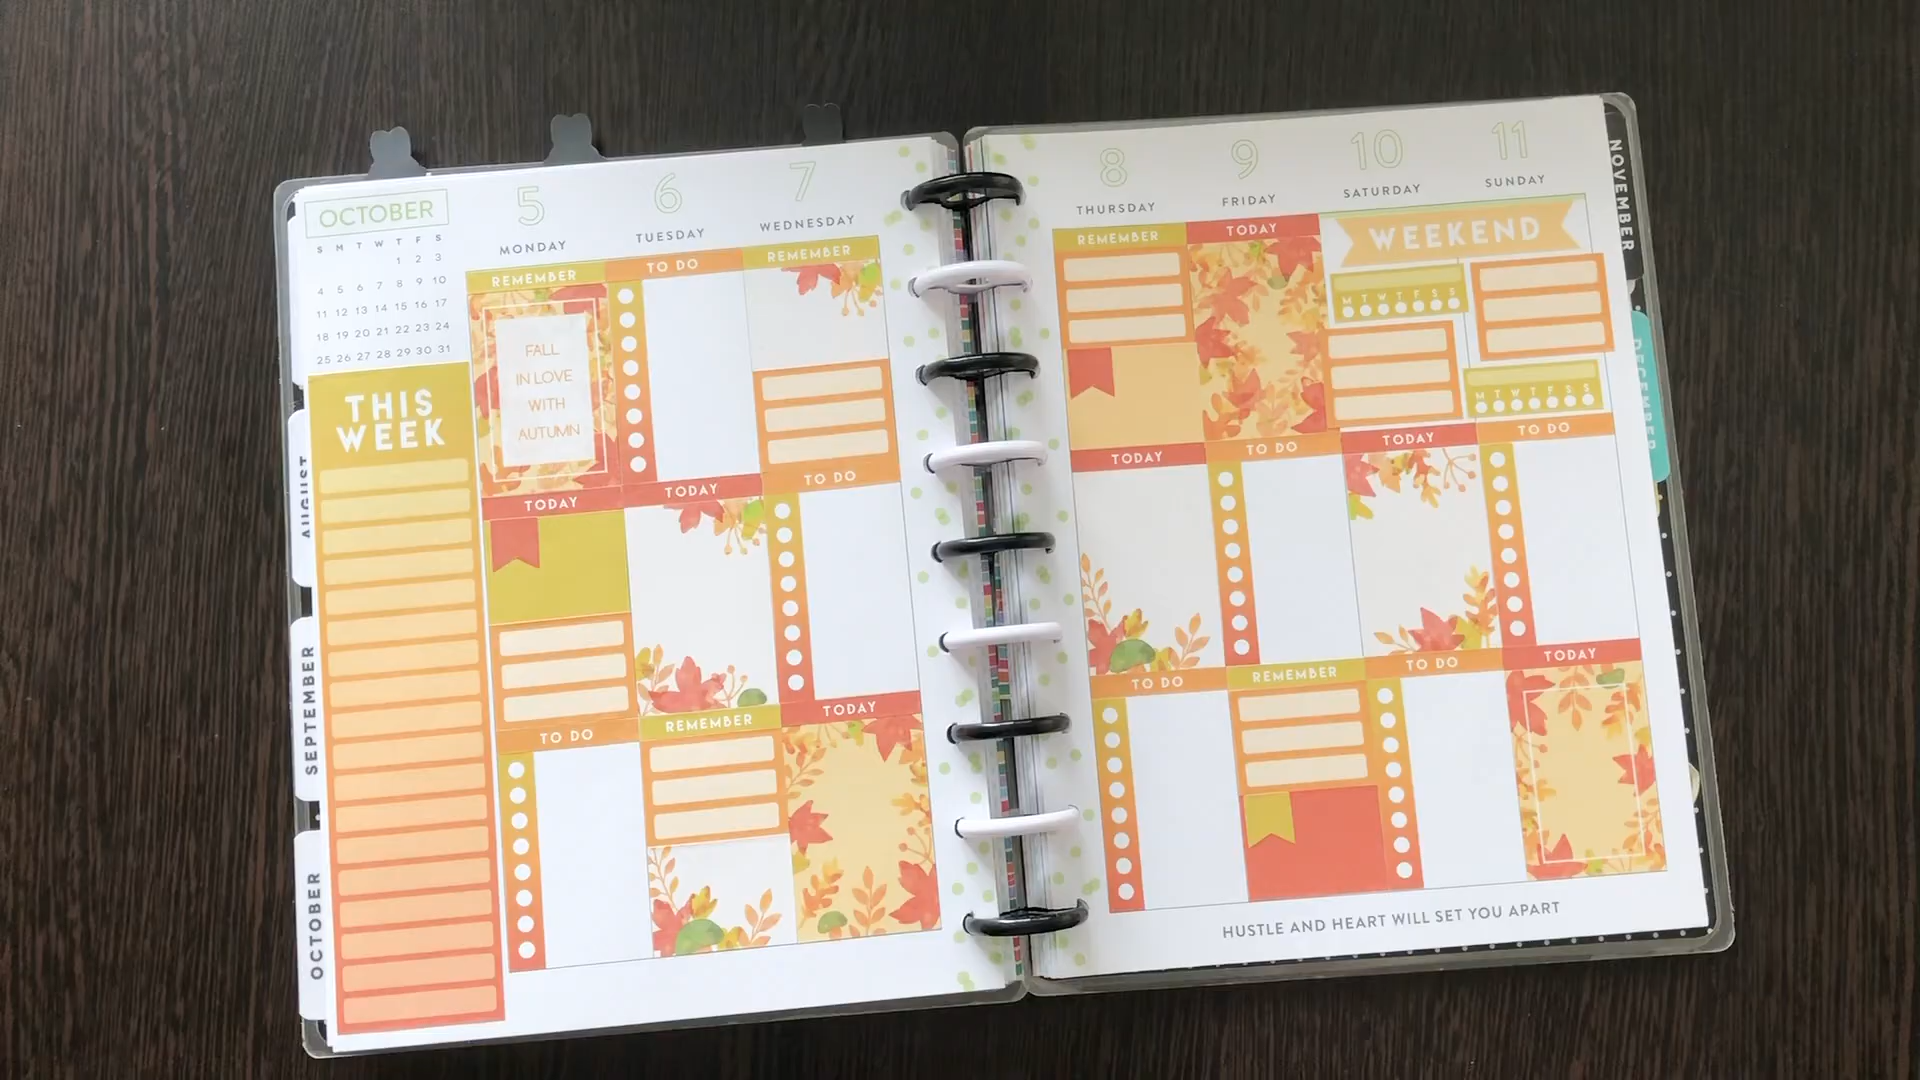 OCTOBER
S M T W T F S
1 2 3
4 5 6 7 8 9 10
11 12 13 14 15 16 17
18 19 20 21 22 23 24
25 26 27 28 29 30 31
THIS
WEEK
AUGUST
SEPTEMBER
OCTOBER
5
MONDAY
REMEMBER
FALL
IN LOVE
WITH
AUTUMN
TODAY
TO DO
6
TUESDAY
TO DO
TODAY
REMEMBER
7
WEDNESDAY
REMEMBER
TO DO
TODAY
8
THURSDAY
REMEMBER
TODAY
TO DO
9
FRIDAY
TODAY
TO DO
REMEMBER
10
SATURDAY
11
SUNDAY
WEEKEND
M T W T F S S
TODAY
TO DO
M T W T F S S
TO DO
TODAY
HUSTLE AND HEART WILL SET YOU APART
NOVEMBER
DECEMBER